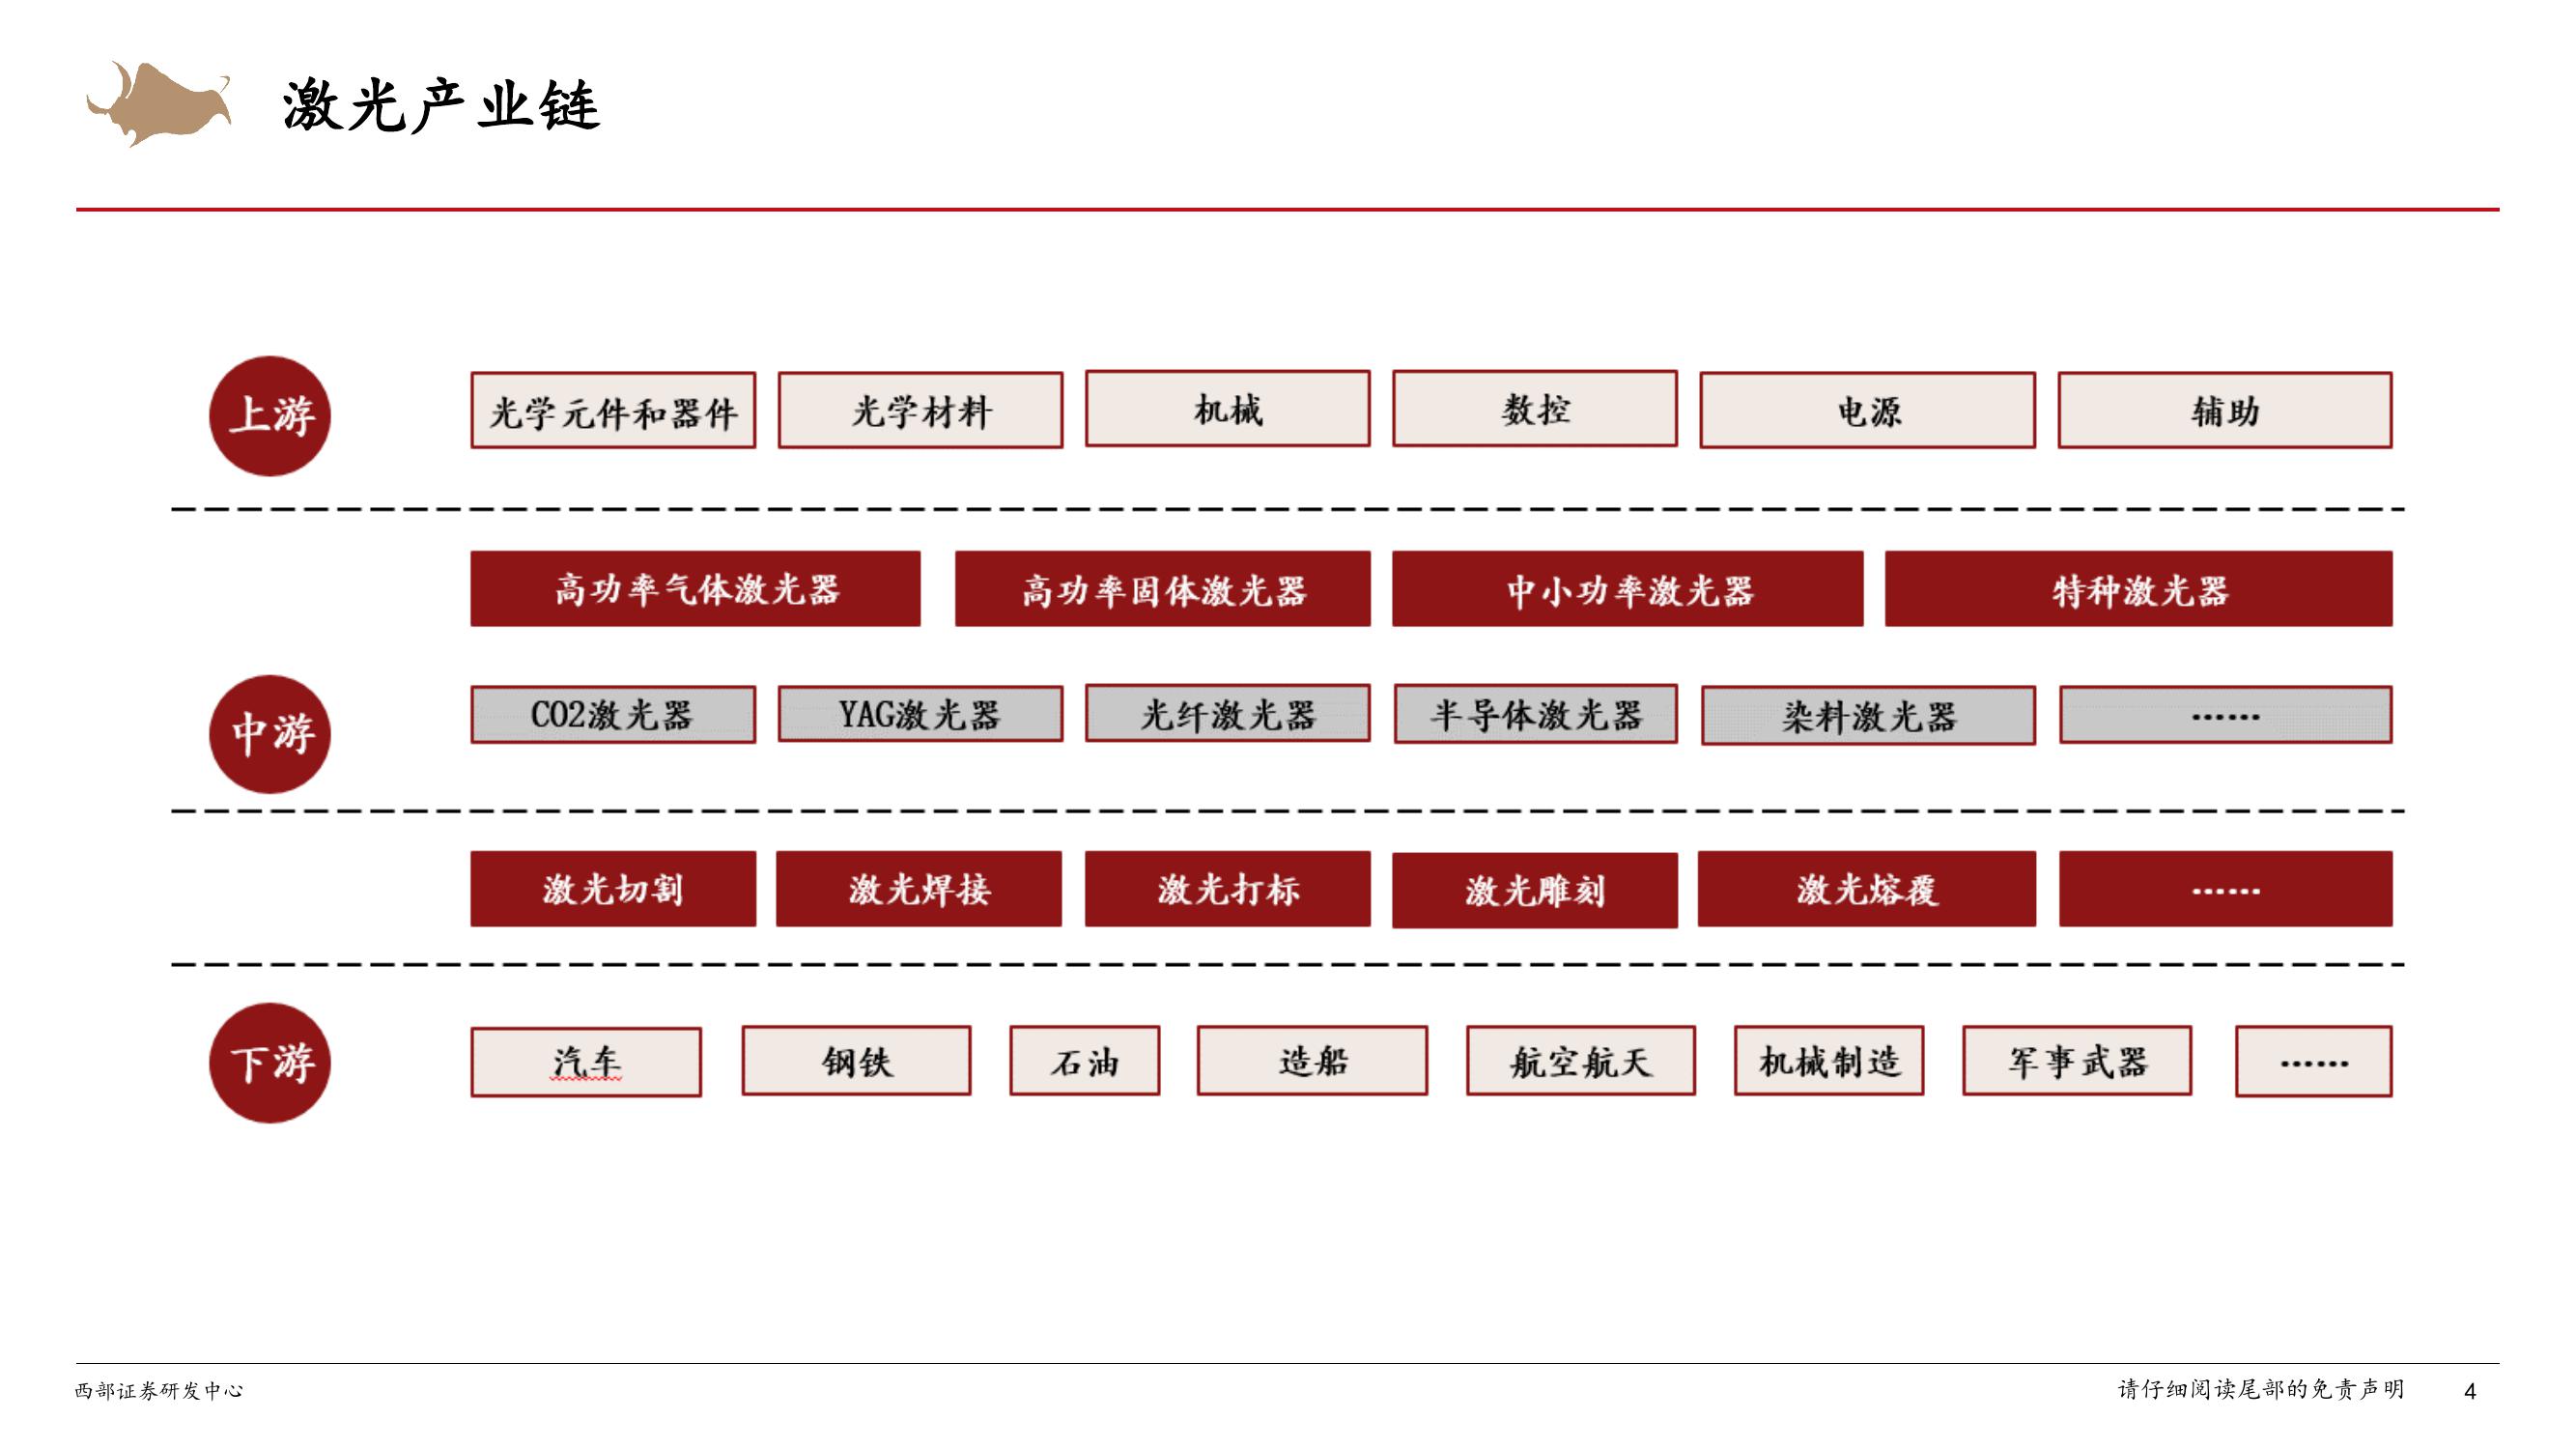 激光产业链
上游
光学元件和器件 光学材料 机械 数控 电源 辅助
高功率气体激光器 高功率固体激光器 中小功率激光器 特种激光器
中游
CO2激光器 YAG激光器 光纤激光器 半导体激光器 染料激光器 ……
激光切割 激光焊接 激光打标 激光雕刻 激光熔覆 ……
下游
汽车 钢铁 石油 造船 航空航天 机械制造 军事武器 ……
西部证券研发中心
请仔细阅读尾部的免责声明 4